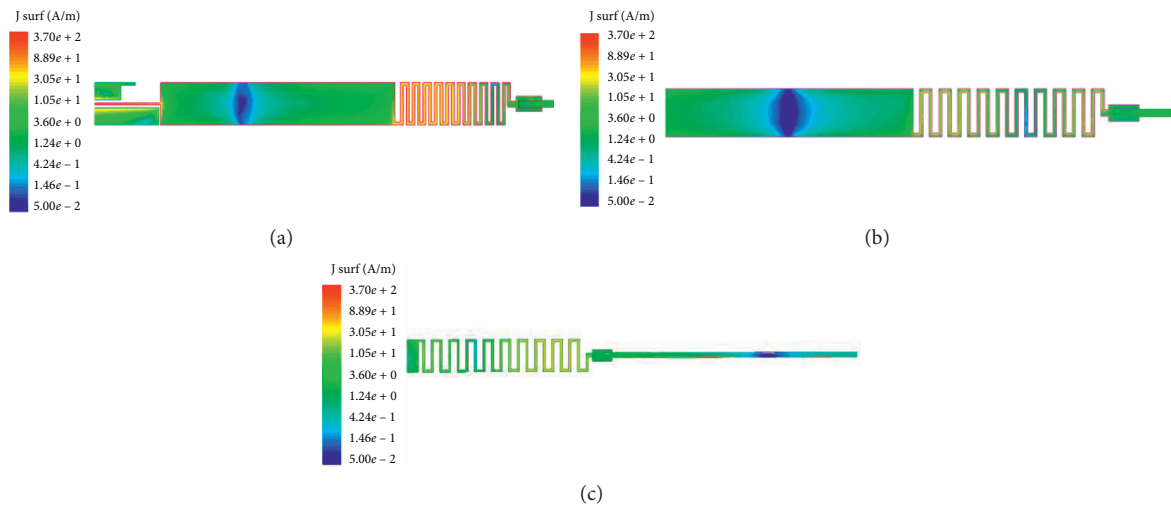 J surf (A/m)
3.70e + 2
8.89e + 1
3.05e + 1
1.05e + 1
3.60e + 0
1.24e + 0
4.24e – 1
1.46e – 1
5.00e – 2
(a)
J surf (A/m)
3.70e + 2
8.89e + 1
3.05e + 1
1.05e + 1
3.60e + 0
1.24e + 0
4.24e – 1
1.46e – 1
5.00e – 2
(b)
J surf (A/m)
3.70e + 2
8.89e + 1
3.05e + 1
1.05e + 1
3.60e + 0
1.24e + 0
4.24e – 1
1.46e – 1
5.00e – 2
(c)